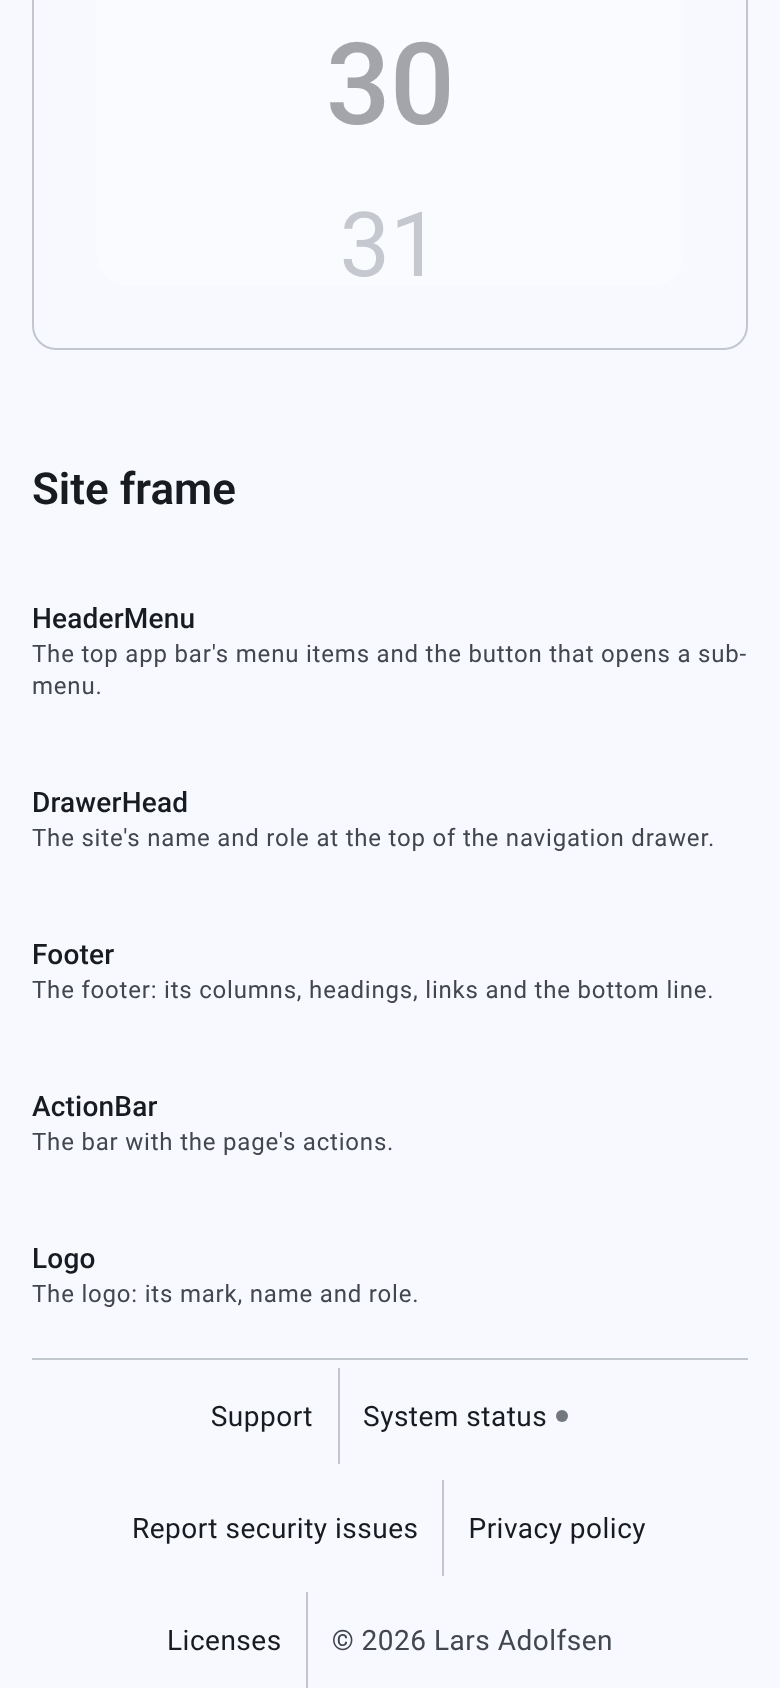 30
31
Site frame
HeaderMenu
The top app bar's menu items and the button that opens a sub-
menu.
DrawerHead
The site's name and role at the top of the navigation drawer.
Footer
The footer: its columns, headings, links and the bottom line.
ActionBar
The bar with the page's actions.
Logo
The logo: its mark, name and role.
Support
System status
Report security issues
Privacy policy
Licenses
© 2026 Lars Adolfsen